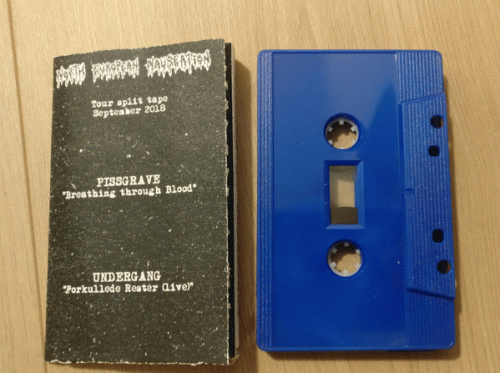 NORTH EUROPEAN NAUSEATION
Tour split tape
September 2018
PISSGRAVE
"Breathing through Blood"
UNDERGANG
"Forkullede Rester (live)"